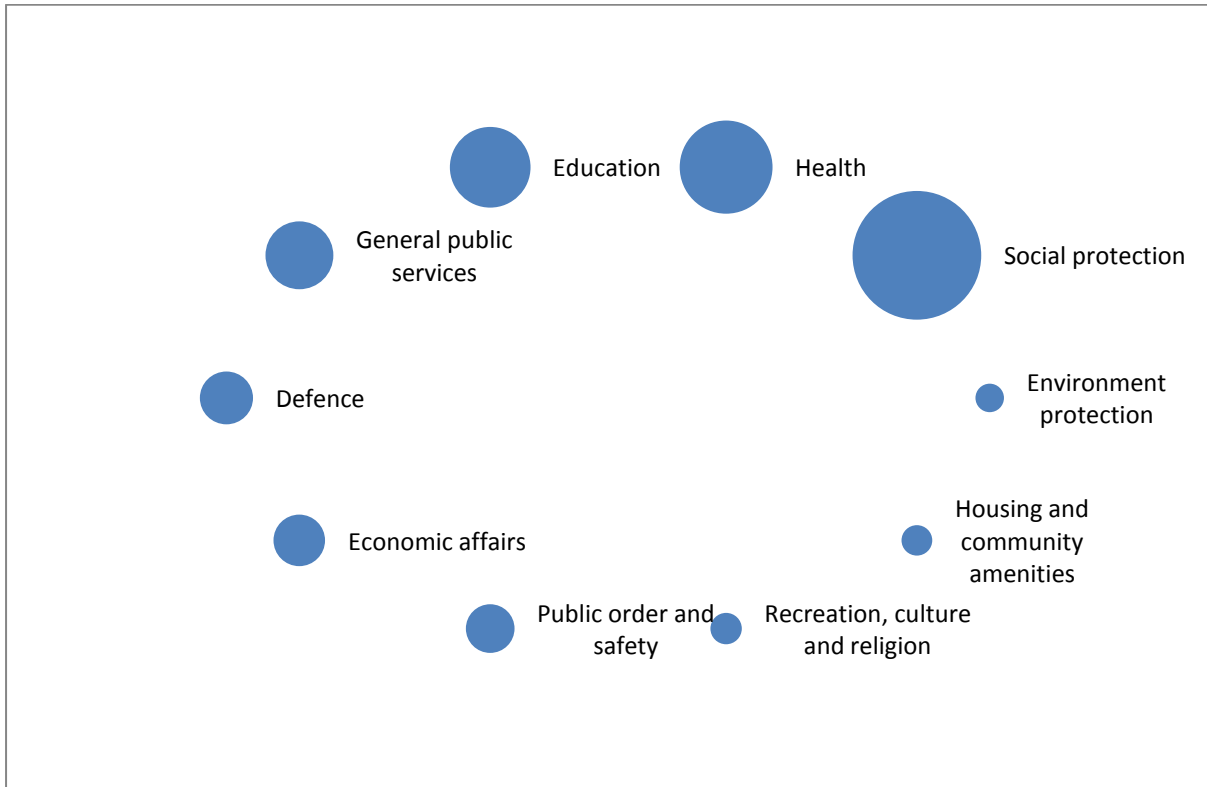 Education
Health
General public
services
Social protection
Defence
Environment
protection
Economic affairs
Housing and
community
amenities
Public order and
safety
Recreation, culture
and religion